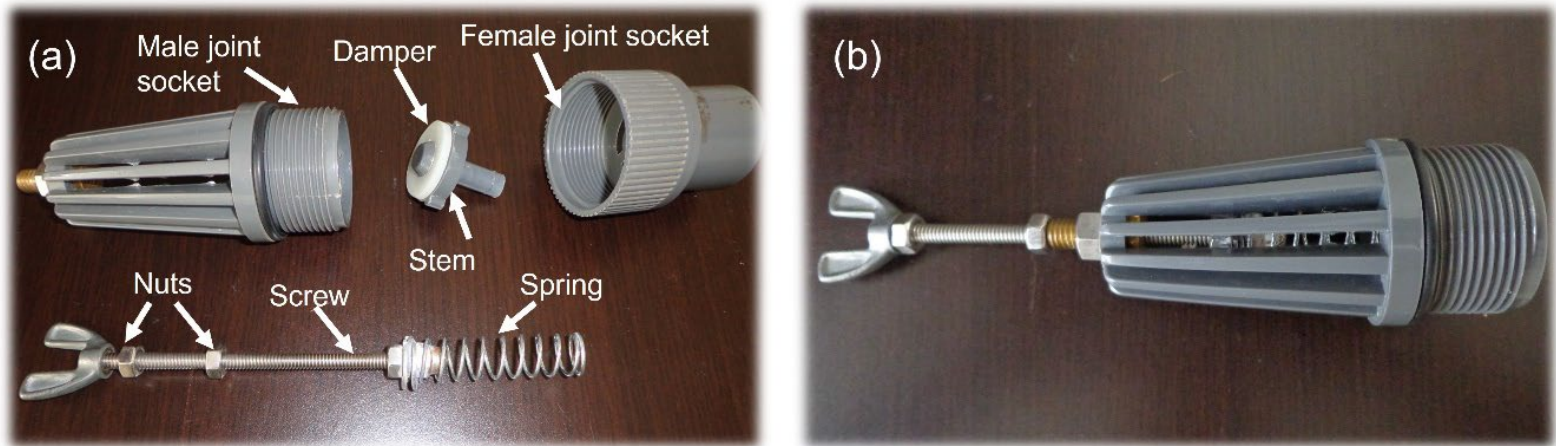 (a)
Male joint
socket
Damper
Female joint socket
Stem
Nuts
Screw
Spring
(b)